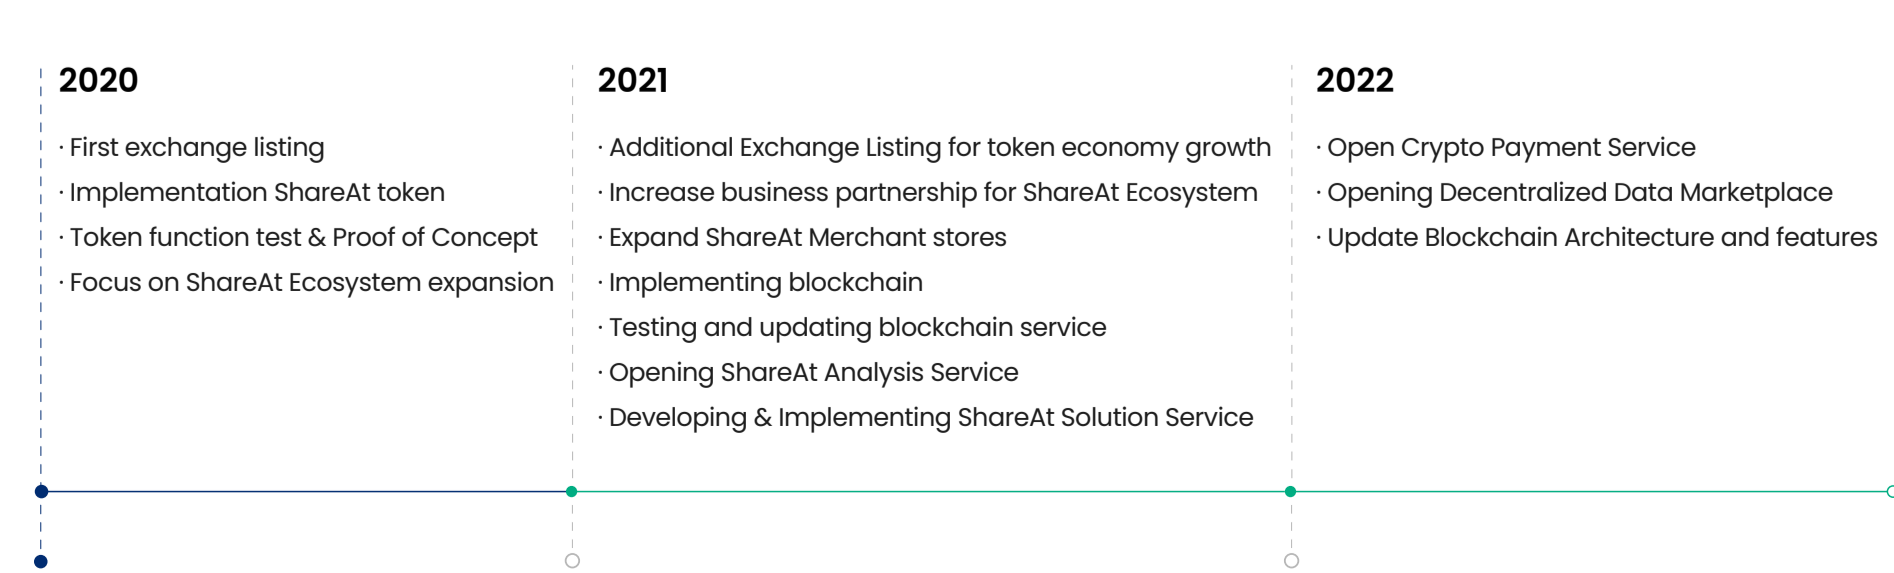 2020
· First exchange listing
· Implementation ShareAt token
· Token function test & Proof of Concept
· Focus on ShareAt Ecosystem expansion
2021
· Additional Exchange Listing for token economy growth
· Increase business partnership for ShareAt Ecosystem
· Expand ShareAt Merchant stores
· Implementing blockchain
· Testing and updating blockchain service
· Opening ShareAt Analysis Service
· Developing & Implementing ShareAt Solution Service
2022
· Open Crypto Payment Service
· Opening Decentralized Data Marketplace
· Update Blockchain Architecture and features